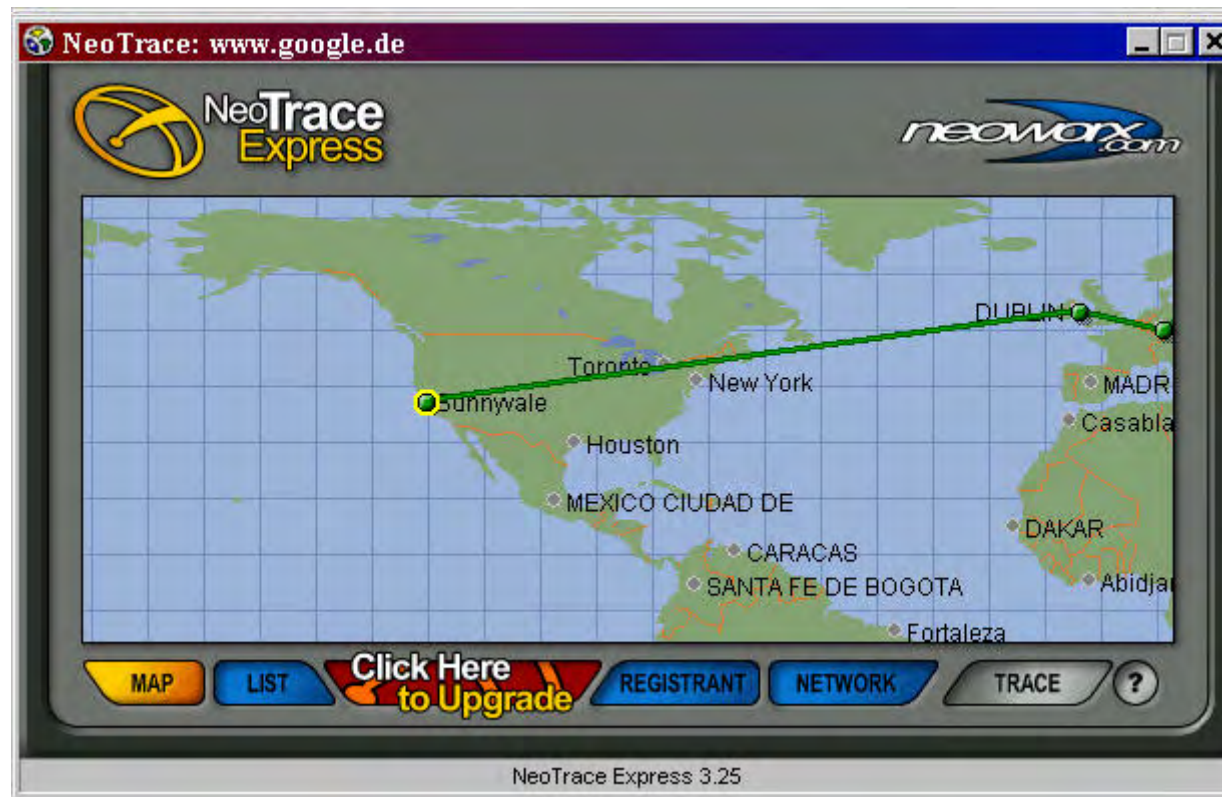 NeoTrace: www.google.de
NeoTrace
Express
neoworx
.com
DUBLIN
Toronto
New York
MADR
Sunnyvale
Casabla
Houston
MEXICO CIUDAD DE
DAKAR
CARACAS
SANTA FE DE BOGOTA
Abidja
Fortaleza
MAP
LIST
Click Here
to Upgrade
REGISTRANT
NETWORK
TRACE
?
NeoTrace Express 3.25